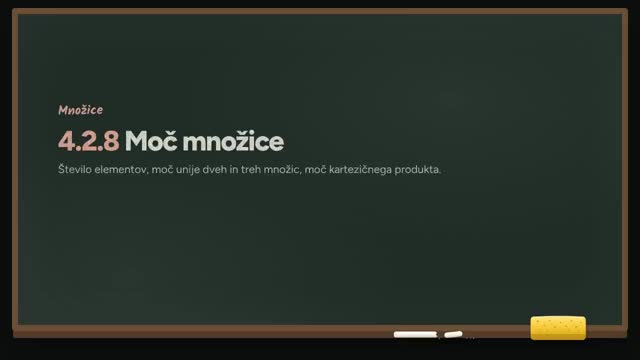 Množice
4.2.8 Moč množice
Število elementov, moč unije dveh in treh množic, moč kartezičnega produkta.